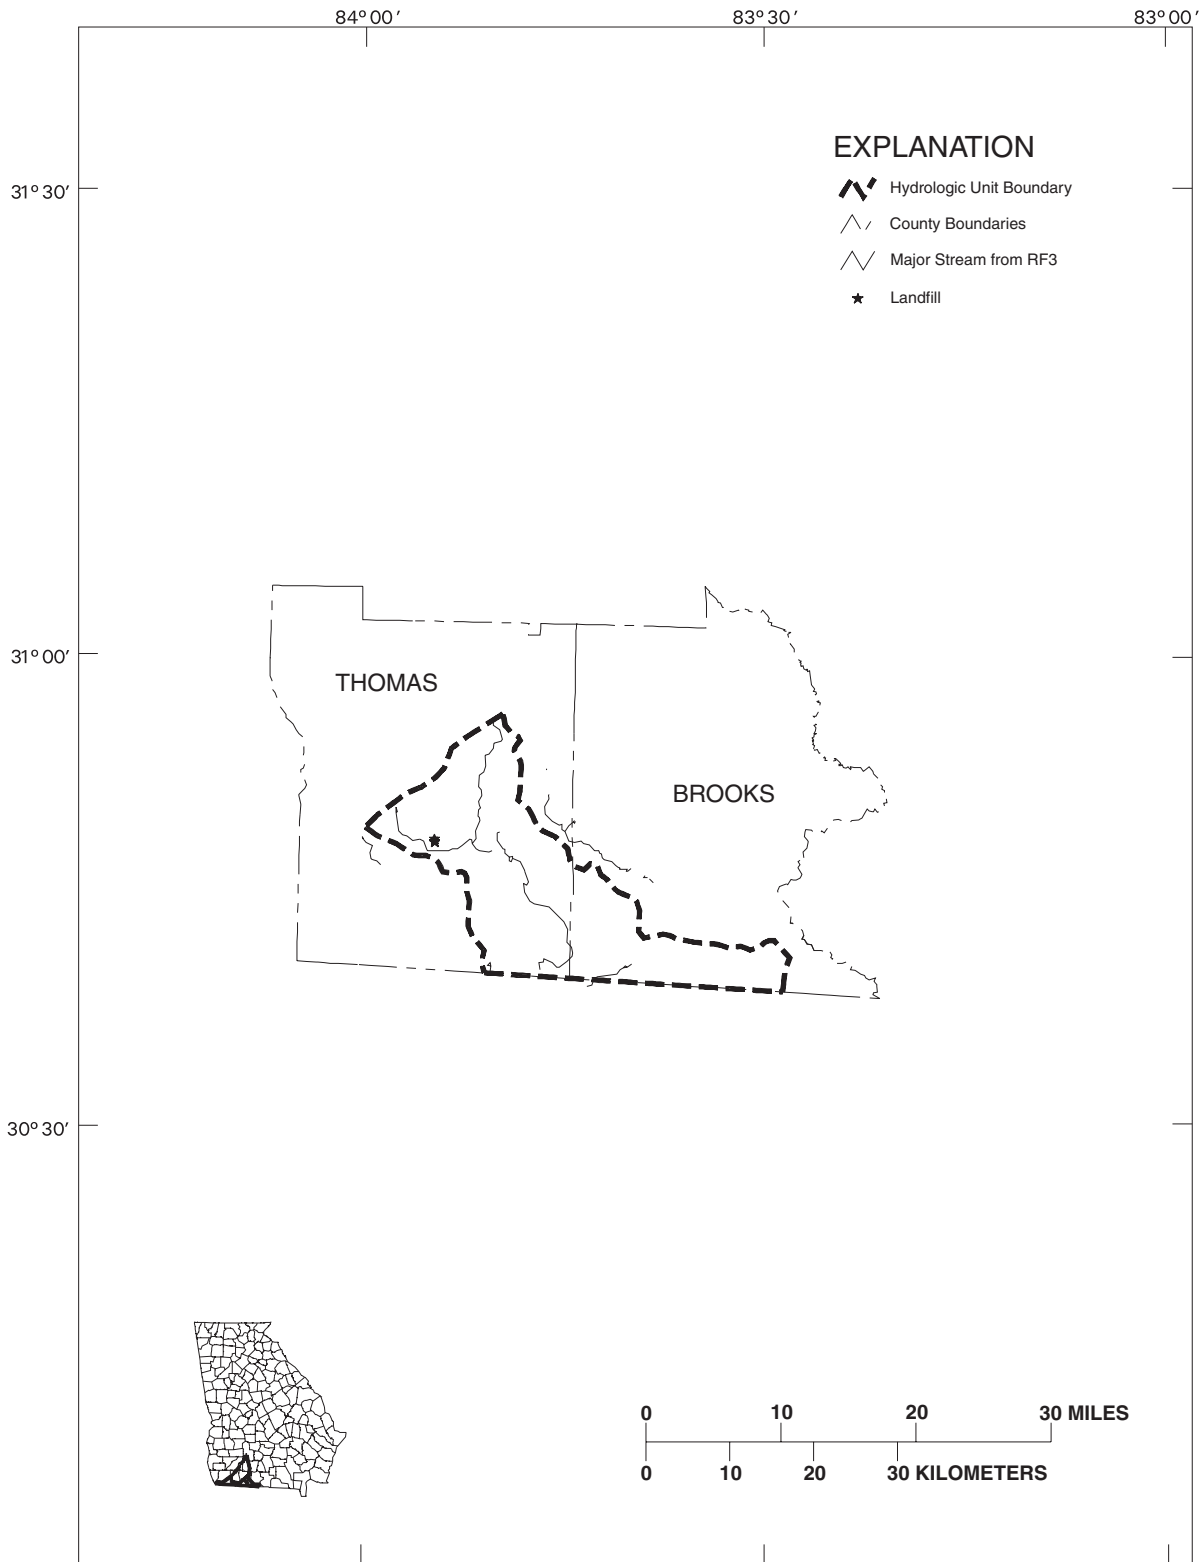 84° 00′ 83° 30′ 83° 00′
EXPLANATION
31° 30′
Hydrologic Unit Boundary
County Boundaries
Major Stream from RF3
Landfill
31° 00′
THOMAS
BROOKS
30° 30′
0 10 20 30 MILES
0 10 20 30 KILOMETERS